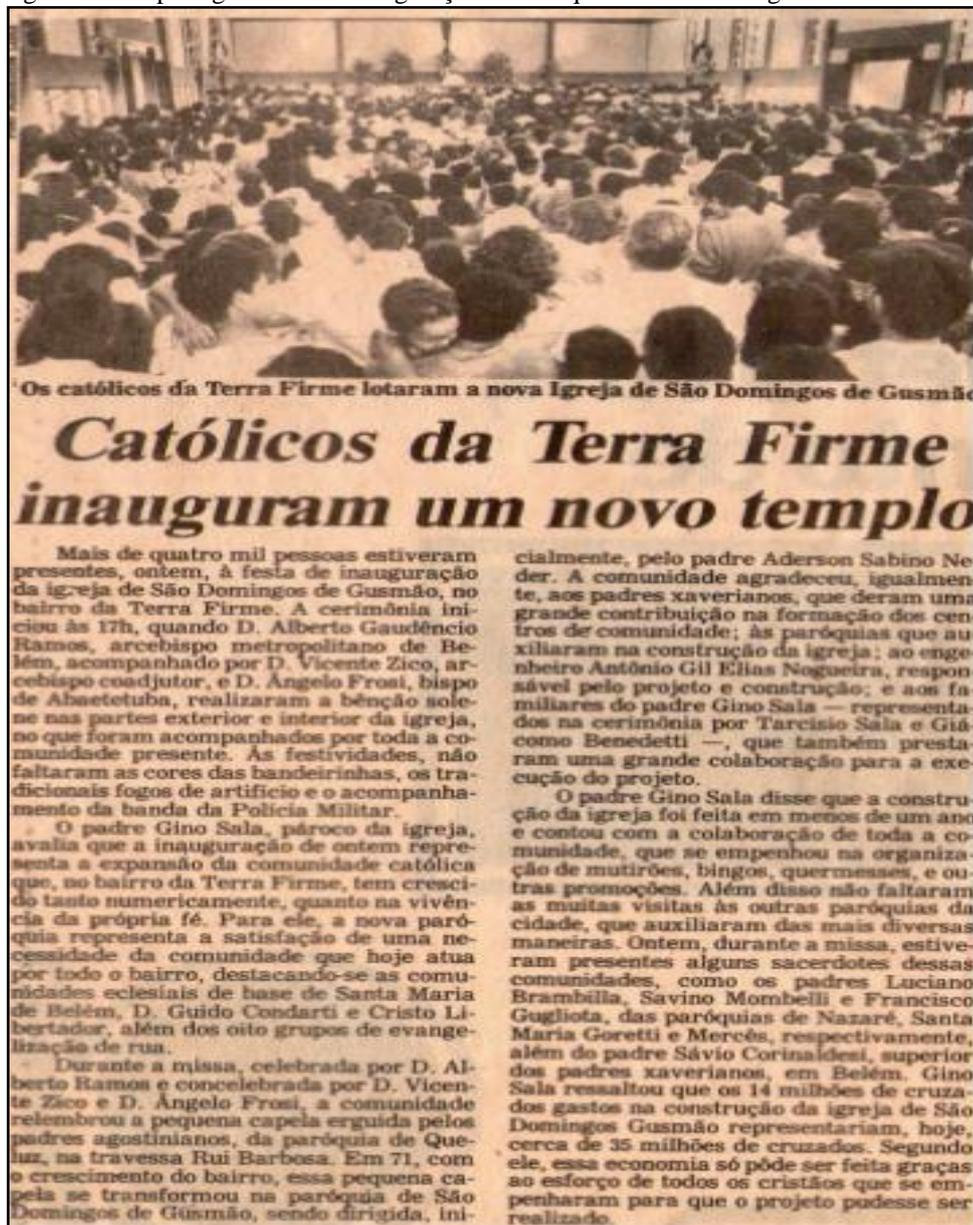 Os católicos da Terra Firme lotaram a nova Igreja de São Domingos de Gusmão
Católicos da Terra Firme
inauguram um novo templo
Mais de quatro mil pessoas estiveram
presentes, ontem, à festa de inauguração
da igreja de São Domingos de Gusmão, no
bairro da Terra Firme. A cerimônia ini-
ciou às 17h, quando D. Alberto Gaudêncio
Ramos, arcebispo metropolitano de Be-
lém, acompanhado por D. Vicente Zico, ar-
cebispo coadjutor, e D. Ângelo Frosi, bispo
de Abaetetuba, realizaram a bênção sole-
ne nas partes exterior e interior da igreja,
no que foram acompanhados por toda a co-
munidade presente. Às festividades, não
faltaram as cores das bandeirinhas, os tra-
dicionais fogos de artifício e o acompanha-
mento da banda da Polícia Militar.
O padre Gino Sala, pároco da igreja,
avalia que a inauguração de ontem repre-
senta a expansão da comunidade católica
que, no bairro da Terra Firme, tem cresci-
do tanto numericamente, quanto na vivên-
cia da própria fé. Para ele, a nova paró-
quia representa a satisfação de uma ne-
cessidade da comunidade que hoje atua
por todo o bairro, destacando-se as comu-
nidades eclesiais de base de Santa Maria
de Belém, D. Guido Condarti e Cristo Li-
bertador, além dos oito grupos de evange-
lização de rua.
Durante a missa, celebrada por D. Al-
berto Ramos e concelebrada por D. Vicen-
te Zico e D. Ângelo Frosi, a comunidade
relembrou a pequena capela erguida pelos
padres agostinianos, da paróquia de Que-
luz, na travessa Rui Barbosa. Em 71, com
o crescimento do bairro, essa pequena ca-
pela se transformou na paróquia de São
Domingos de Gusmão, sendo dirigida, ini-
cialmente, pelo padre Aderson Sabino Ne-
der. A comunidade agradeceu, igualmen-
te, aos padres xaverianos, que deram uma
grande contribuição na formação dos cen-
tros de comunidade; às paróquias que au-
xiliaram na construção da igreja; ao enge-
nheiro Antônio Gil Elias Nogueira, respon-
sável pelo projeto e construção; e aos fa-
miliares do padre Gino Sala — representa-
dos na cerimônia por Tarcísio Sala e Giá-
como Benedetti —, que também presta-
ram uma grande colaboração para a exe-
cução do projeto.
O padre Gino Sala disse que a constru-
ção da igreja foi feita em menos de um ano
e contou com a colaboração de toda a co-
munidade, que se empenhou na organiza-
ção de mutirões, bingos, quermesses, e ou-
tras promoções. Além disso não faltaram
as muitas visitas às outras paróquias da
cidade, que auxiliaram das mais diversas
maneiras. Ontem, durante a missa, estive-
ram presentes alguns sacerdotes dessas
comunidades, como os padres Luciano
Brambilla, Savino Mombelli e Francisco
Gugliota, das paróquias de Nazaré, Santa
Maria Goretti e Mercês, respectivamente,
além do padre Sávio Corinaldesi, superior
dos padres xaverianos, em Belém. Gino
Sala ressaltou que os 14 milhões de cruza-
dos gastos na construção da igreja de São
Domingos Gusmão representariam, hoje,
cerca de 35 milhões de cruzados. Segundo
ele, essa economia só pôde ser feita graças
ao esforço de todos os cristãos que se em-
penharam para que o projeto pudesse ser
realizado.